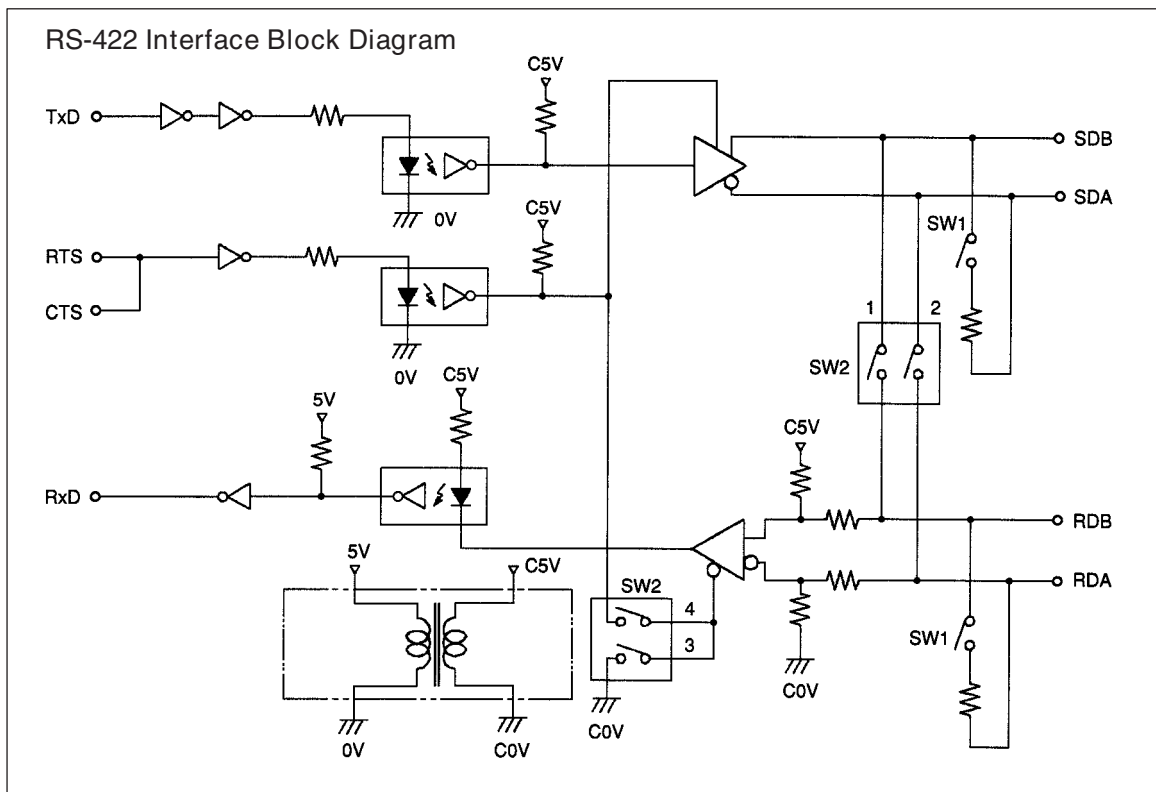 RS-422 Interface Block Diagram
C5V
TxD
SDB
SDA
0V
C5V
SW1
RTS
CTS
1 2
SW2
0V
C5V
5V
C5V
RxD
RDB
RDA
5V
C5V
SW2
4
3
SW1
C0V
0V
C0V
C0V